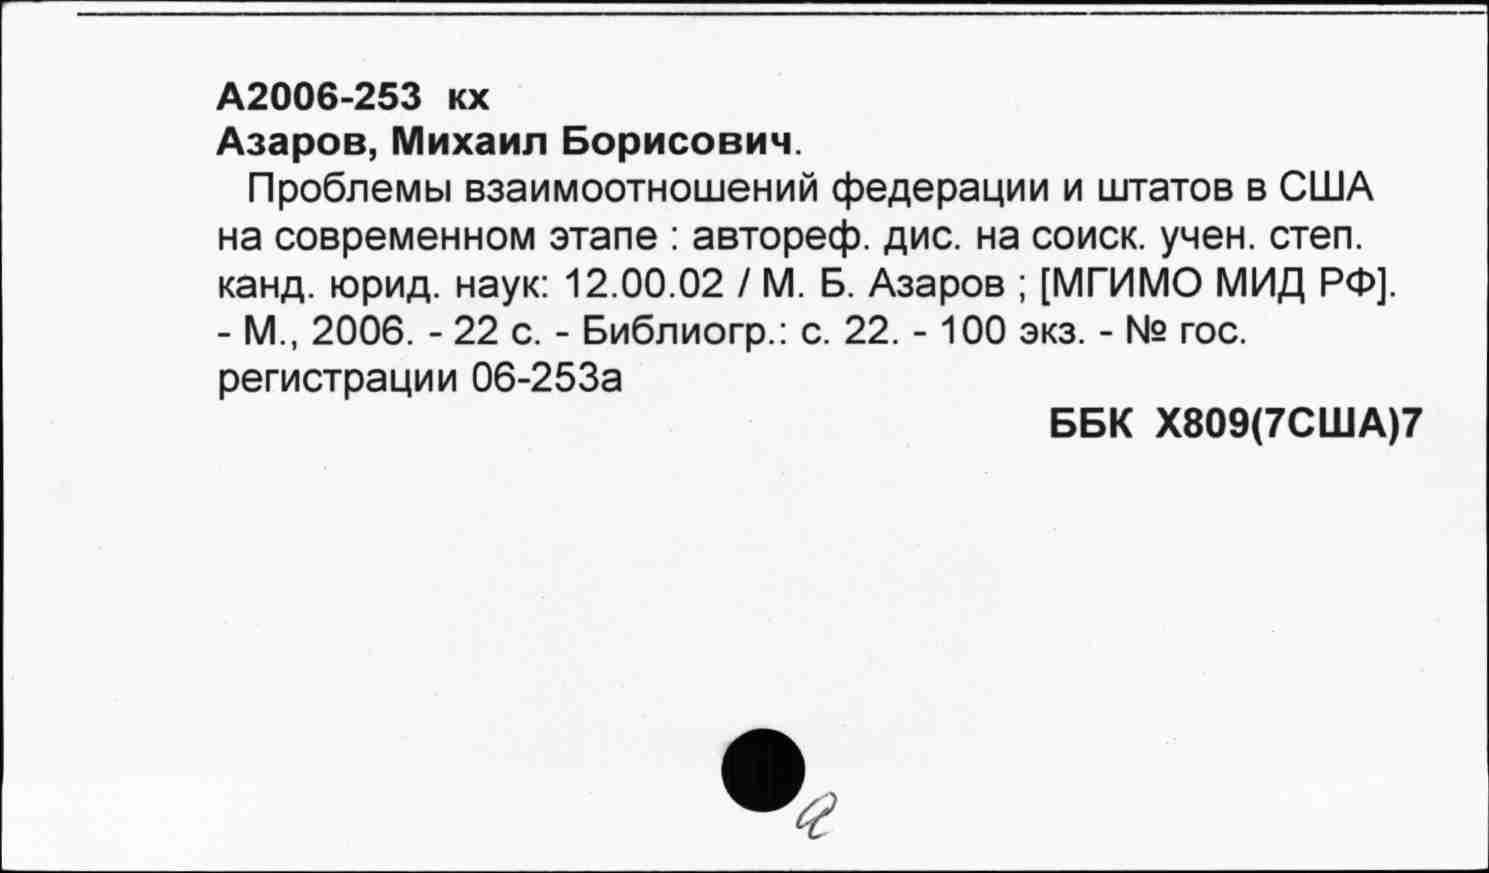 А2006-253 кх
Азаров, Михаил Борисович.
Проблемы взаимоотношений федерации и штатов в США
на современном этапе : автореф. дис. на соиск. учен. степ.
канд. юрид. наук: 12.00.02 / М. Б. Азаров ; [МГИМО МИД РФ].
- М., 2006. - 22 с. - Библиогр.: с. 22. - 100 экз. - № гос.
регистрации 06-253а
ББК Х809(7США)7
а